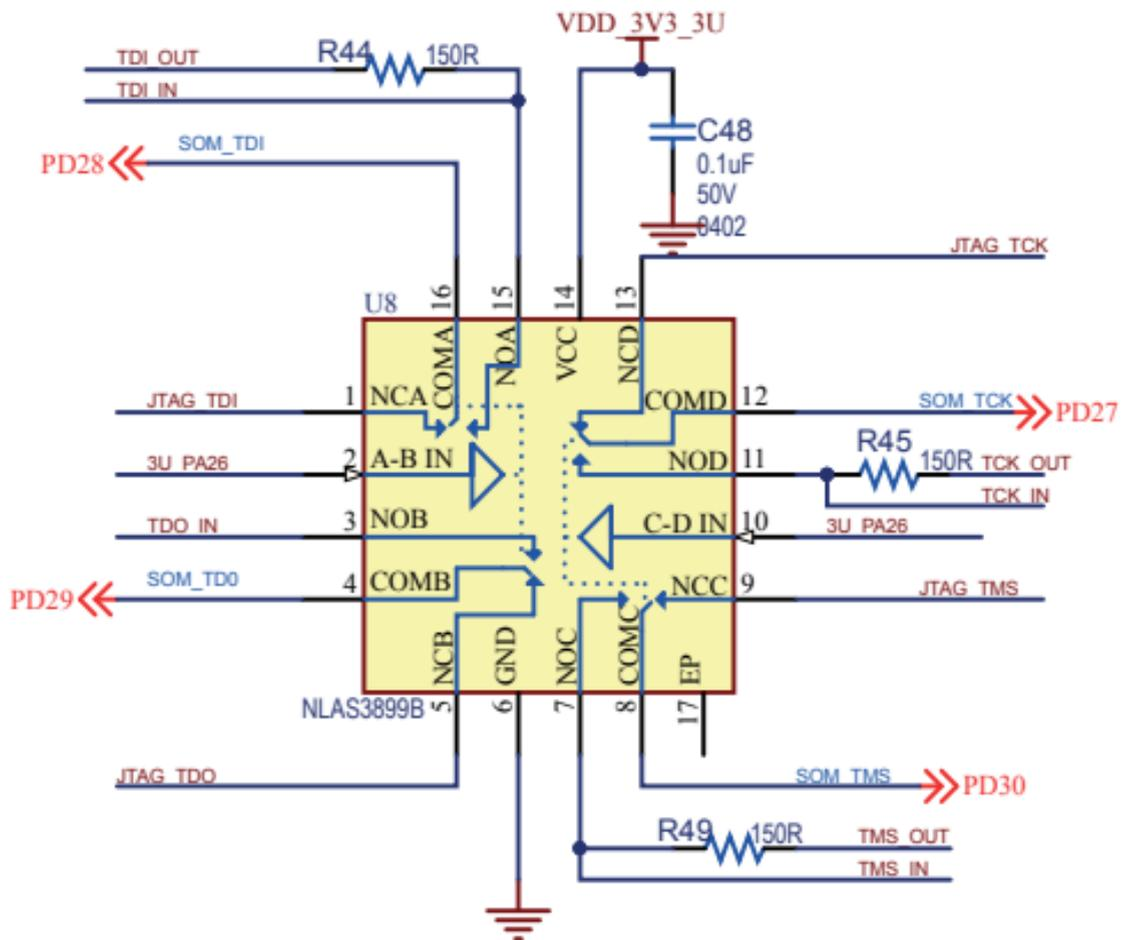 VDD_3V3_3U
TDI_OUT
R44
150R
TDI_IN
SOM_TDI
PD28
C48
0.1uF
50V
0402
JTAG_TCK
U8
16
15
14
13
COMA
NOA
VCC
NCD
JTAG_TDI
1
NCA
COMD
12
SOM_TCK
PD27
3U_PA26
2
A-B IN
NOD
11
R45
150R
TCK_OUT
TCK_IN
TDO_IN
3
NOB
C-D IN
10
3U_PA26
PD29
SOM_TD0
4
COMB
NCC
9
JTAG_TMS
NCB
GND
NOC
COMC
EP
NLAS3899B
5
6
7
8
17
JTAG_TDO
SOM_TMS
PD30
R49
150R
TMS_OUT
TMS_IN